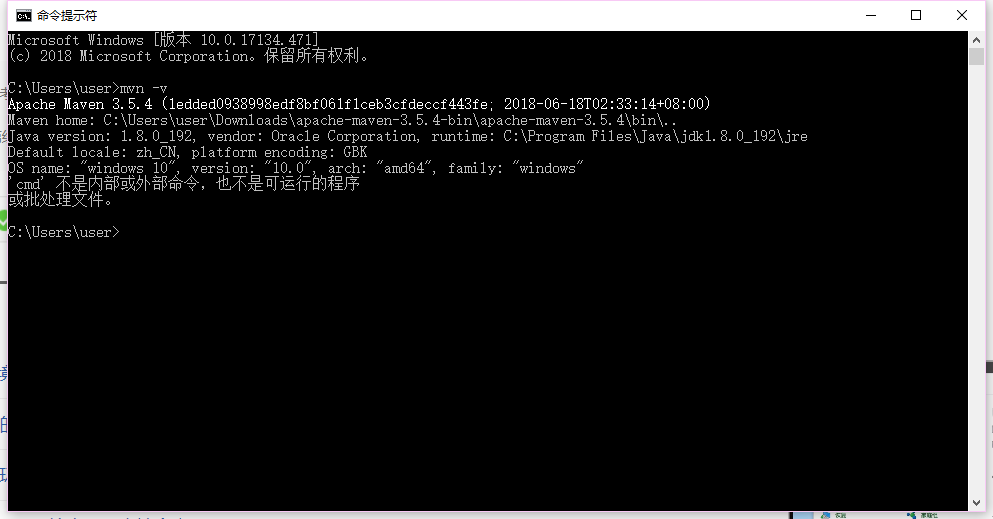 命令提示符
Microsoft Windows [版本 10.0.17134.471]
(c) 2018 Microsoft Corporation。保留所有权利。
C:\Users\user>mvn -v
Apache Maven 3.5.4 (1edded0938998edf8bf061f1ceb3cfdeccf443fe; 2018-06-18T02:33:14+08:00)
Maven home: C:\Users\user\Downloads\apache-maven-3.5.4-bin\apache-maven-3.5.4\bin\..
Java version: 1.8.0_192, vendor: Oracle Corporation, runtime: C:\Program Files\Java\jdk1.8.0_192\jre
Default locale: zh_CN, platform encoding: GBK
OS name: "windows 10", version: "10.0", arch: "amd64", family: "windows"
'cmd' 不是内部或外部命令，也不是可运行的程序
或批处理文件。
C:\Users\user>